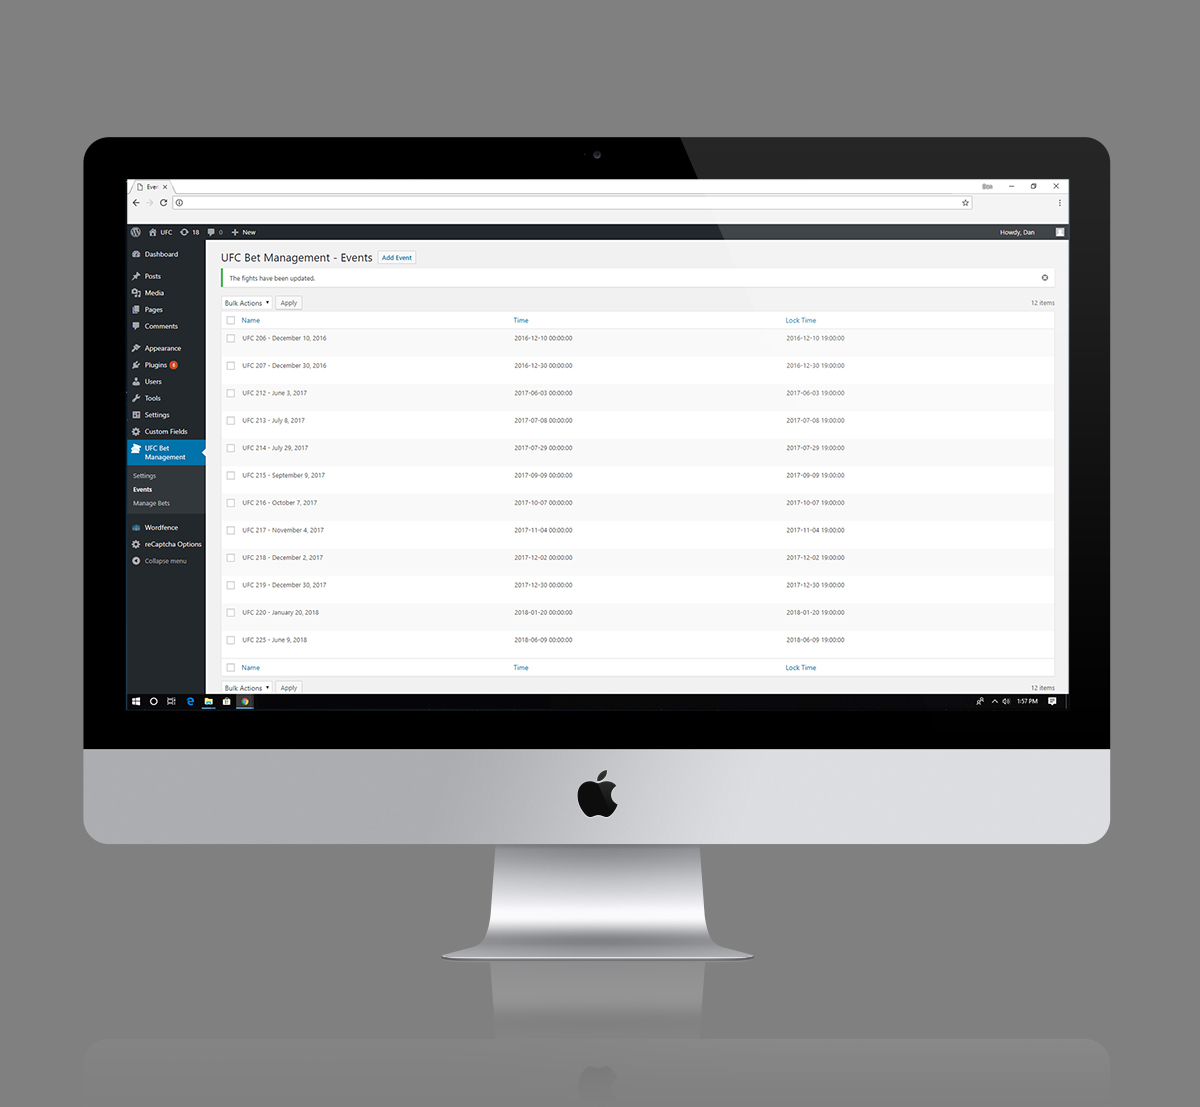 Ever
UFC 18 0 New Howdy, Dan
Dashboard
Posts
Media
Pages
Comments
Appearance
Plugins 8
Users
Tools
Settings
Custom Fields
UFC Bet
Management
Settings
Events
Manage Bets
Wordfence
reCaptcha Options
Collapse menu
UFC Bet Management - Events Add Event
The fights have been updated.
Bulk Actions Apply 12 items
Name Time Lock Time
UFC 206 - December 10, 2016 2016-12-10 00:00:00 2016-12-10 19:00:00
UFC 207 - December 30, 2016 2016-12-30 00:00:00 2016-12-30 19:00:00
UFC 212 - June 3, 2017 2017-06-03 00:00:00 2017-06-03 19:00:00
UFC 213 - July 8, 2017 2017-07-08 00:00:00 2017-07-08 19:00:00
UFC 214 - July 29, 2017 2017-07-29 00:00:00 2017-07-29 19:00:00
UFC 215 - September 9, 2017 2017-09-09 00:00:00 2017-09-09 19:00:00
UFC 216 - October 7, 2017 2017-10-07 00:00:00 2017-10-07 19:00:00
UFC 217 - November 4, 2017 2017-11-04 00:00:00 2017-11-04 19:00:00
UFC 218 - December 2, 2017 2017-12-02 00:00:00 2017-12-02 19:00:00
UFC 219 - December 30, 2017 2017-12-30 00:00:00 2017-12-30 19:00:00
UFC 220 - January 20, 2018 2018-01-20 00:00:00 2018-01-20 19:00:00
UFC 225 - June 9, 2018 2018-06-09 00:00:00 2018-06-09 19:00:00
Name Time Lock Time
Bulk Actions Apply 12 items
1:57 PM